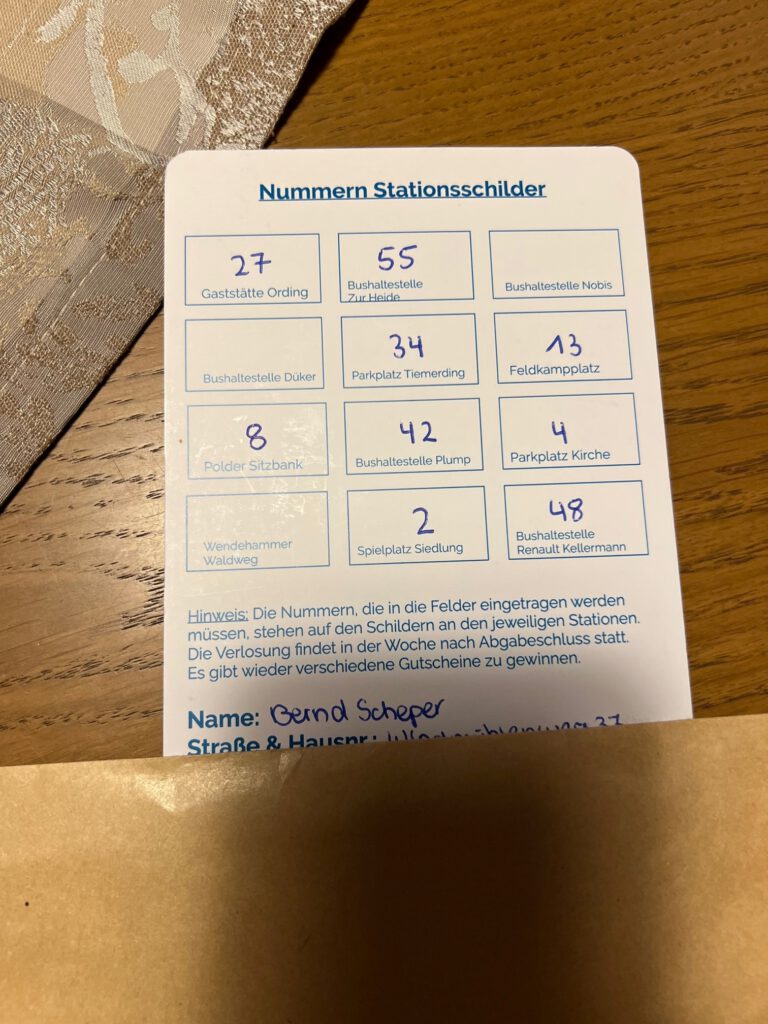 Nummern Stationsschilder
27 55
Gaststätte Ording Bushaltestelle Zur Heide Bushaltestelle Nobis
34 13
Bushaltestelle Düker Parkplatz Tiemerding Feldkampplatz
8 42 4
Polder Sitzbank Bushaltestelle Plump Parkplatz Kirche
2 48
Wendehammer Waldweg Spielplatz Siedlung Bushaltestelle Renault Kellermann
Hinweis: Die Nummern, die in die Felder eingetragen werden
müssen, stehen auf den Schildern an den jeweiligen Stationen.
Die Verlosung findet in der Woche nach Abgabeschluss statt.
Es gibt wieder verschiedene Gutscheine zu gewinnen.
Name: Bernd Scheper
Straße & Hausnr.: 37